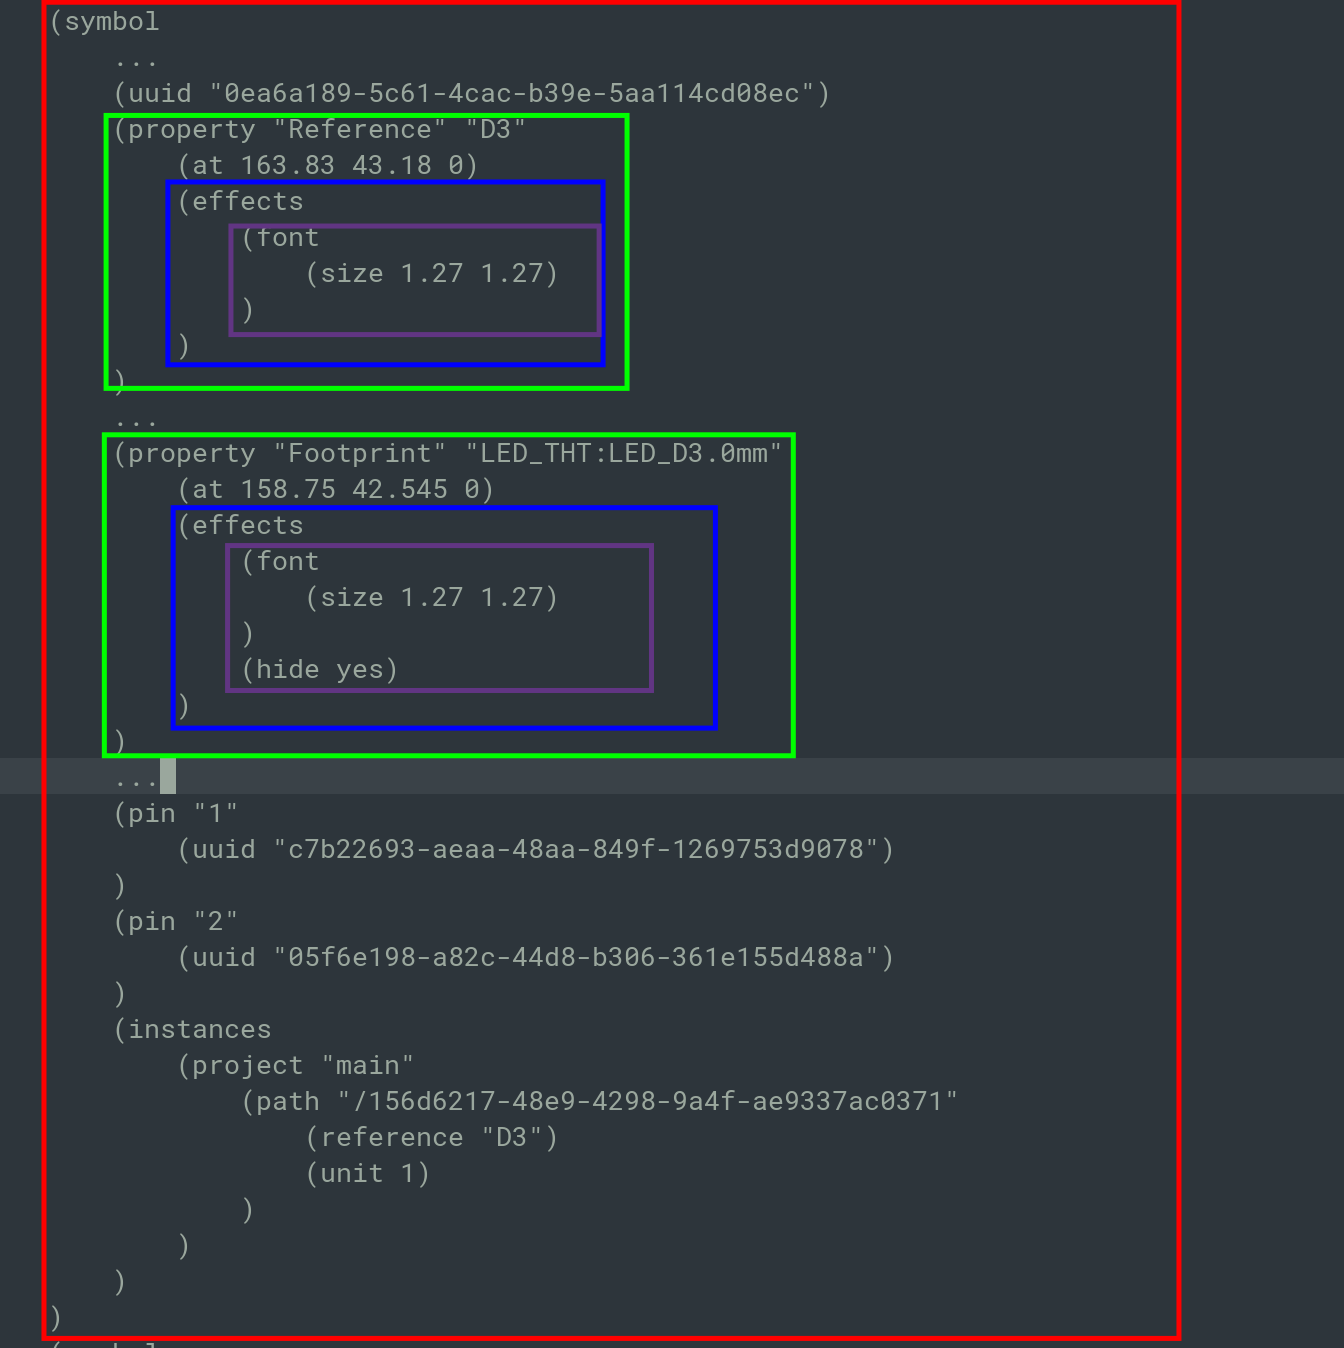 (symbol
    ...
    (uuid "0ea6a189-5c61-4cac-b39e-5aa114cd08ec")
    (property "Reference" "D3"
        (at 163.83 43.18 0)
        (effects
            (font
                (size 1.27 1.27)
            )
        )
    )
    ...
    (property "Footprint" "LED_THT:LED_D3.0mm"
        (at 158.75 42.545 0)
        (effects
            (font
                (size 1.27 1.27)
            )
            (hide yes)
        )
    )
    ...
    (pin "1"
        (uuid "c7b22693-aeaa-48aa-849f-1269753d9078")
    )
    (pin "2"
        (uuid "05f6e198-a82c-44d8-b306-361e155d488a")
    )
    (instances
        (project "main"
            (path "/156d6217-48e9-4298-9a4f-ae9337ac0371"
                (reference "D3")
                (unit 1)
            )
        )
    )
)